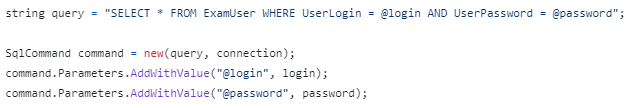 string query = "SELECT * FROM ExamUser WHERE UserLogin = @login AND UserPassword = @password";
SqlCommand command = new(query, connection);
command.Parameters.AddWithValue("@login", login);
command.Parameters.AddWithValue("@password", password);